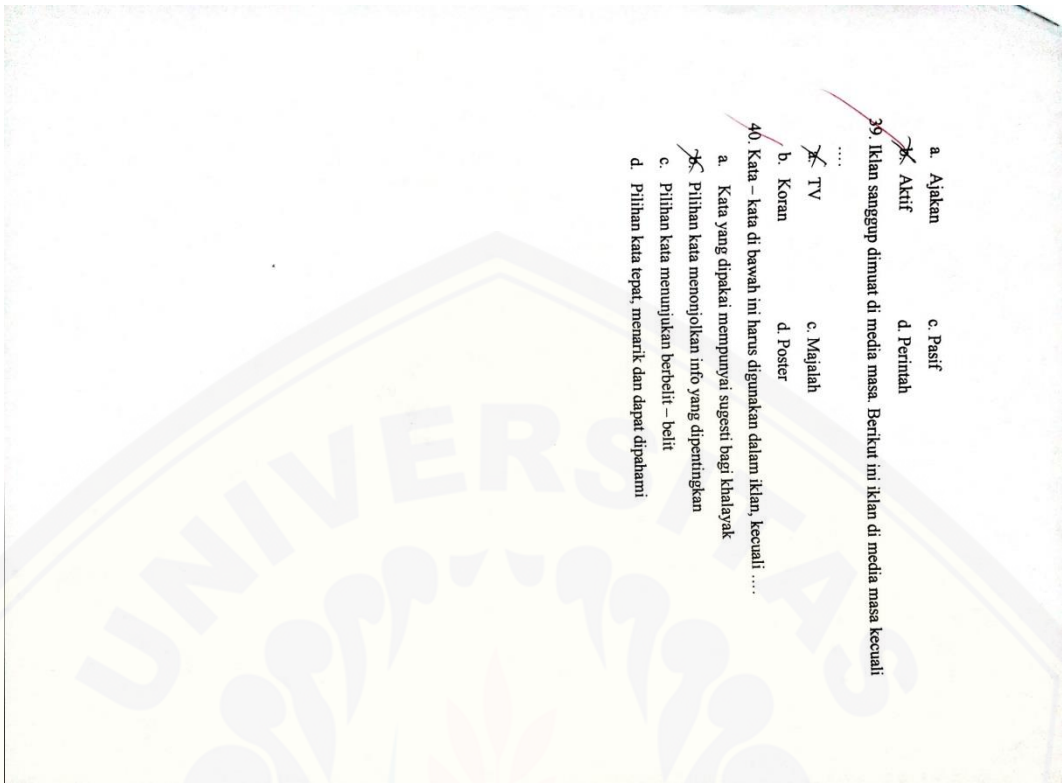 a. Ajakan c. Pasif
b. Aktif d. Perintah
39. Iklan sanggup dimuat di media masa. Berikut ini iklan di media masa kecuali
....
a. TV c. Majalah
b. Koran d. Poster
40. Kata – kata di bawah ini harus digunakan dalam iklan, kecuali ....
a. Kata yang dipakai mempunyai sugesti bagi khalayak
b. Pilihan kata menonjolkan info yang dipentingkan
c. Pilihan kata menunjukan berbelit – belit
d. Pilihan kata tepat, menarik dan dapat dipahami
UNIVERSITAS